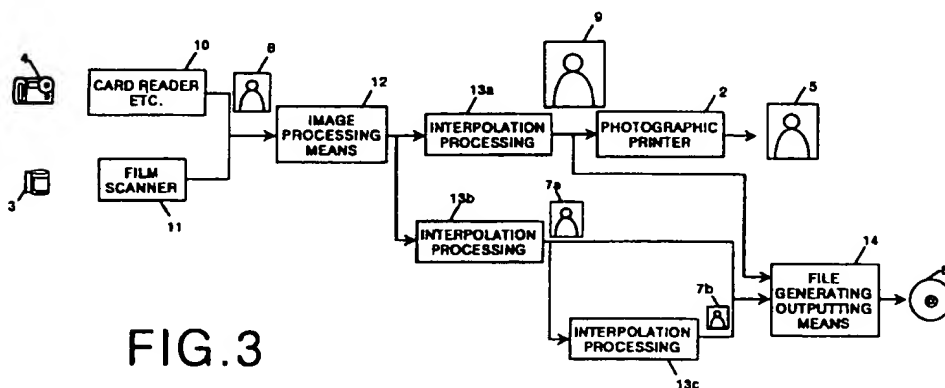 4
10
CARD READER
ETC.
8
12
IMAGE
PROCESSING
MEANS
13a
INTERPOLATION
PROCESSING
9
2
PHOTOGRAPHIC
PRINTER
5
3
FILM
SCANNER
11
13b
INTERPOLATION
PROCESSING
7a
7b
INTERPOLATION
PROCESSING
13c
14
FILE
GENERATING
OUTPUTTING
MEANS
FIG.3